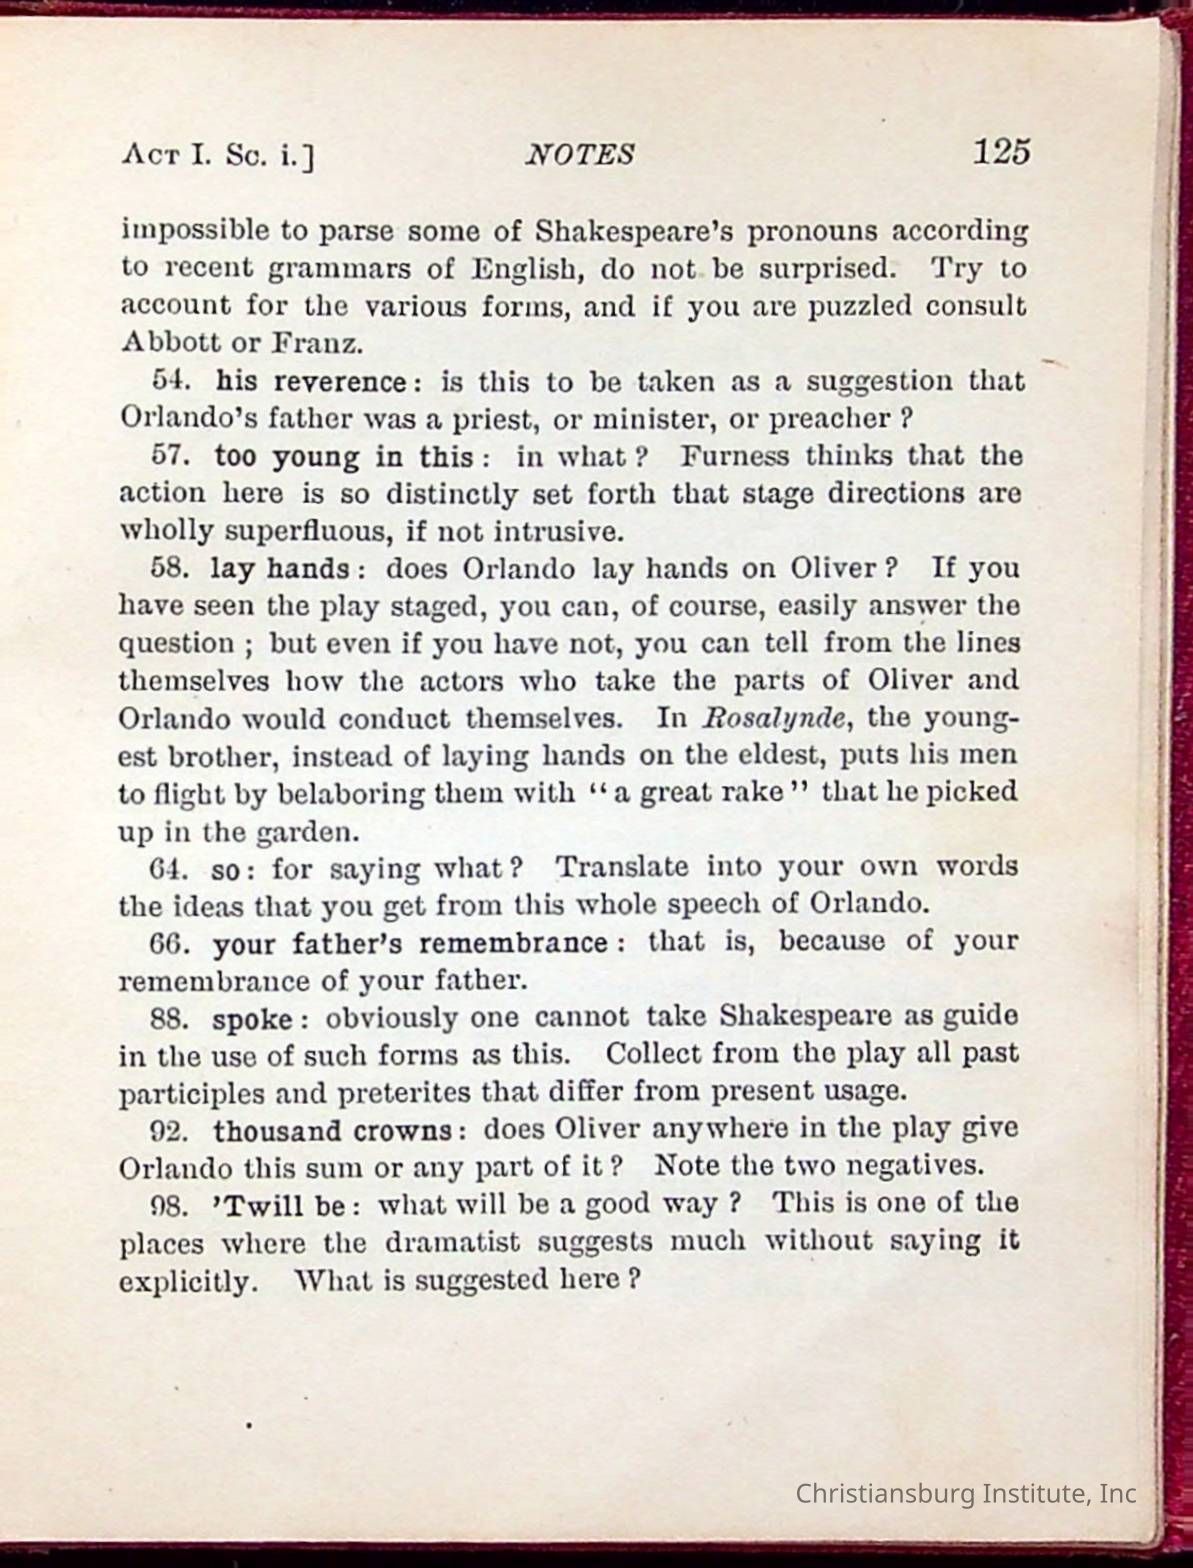 ACT I. Sc. i.] NOTES 125
impossible to parse some of Shakespeare's pronouns according
to recent grammars of English, do not be surprised. Try to
account for the various forms, and if you are puzzled consult
Abbott or Franz.
54. his reverence: is this to be taken as a suggestion that
Orlando's father was a priest, or minister, or preacher?
57. too young in this: in what? Furness thinks that the
action here is so distinctly set forth that stage directions are
wholly superfluous, if not intrusive.
58. lay hands: does Orlando lay hands on Oliver? If you
have seen the play staged, you can, of course, easily answer the
question; but even if you have not, you can tell from the lines
themselves how the actors who take the parts of Oliver and
Orlando would conduct themselves. In Rosalynde, the young-
est brother, instead of laying hands on the eldest, puts his men
to flight by belaboring them with "a great rake" that he picked
up in the garden.
64. so: for saying what? Translate into your own words
the ideas that you get from this whole speech of Orlando.
66. your father's remembrance: that is, because of your
remembrance of your father.
88. spoke: obviously one cannot take Shakespeare as guide
in the use of such forms as this. Collect from the play all past
participles and preterites that differ from present usage.
92. thousand crowns: does Oliver anywhere in the play give
Orlando this sum or any part of it? Note the two negatives.
98. 'Twill be: what will be a good way? This is one of the
places where the dramatist suggests much without saying it
explicitly. What is suggested here?
Christiansburg Institute, Inc